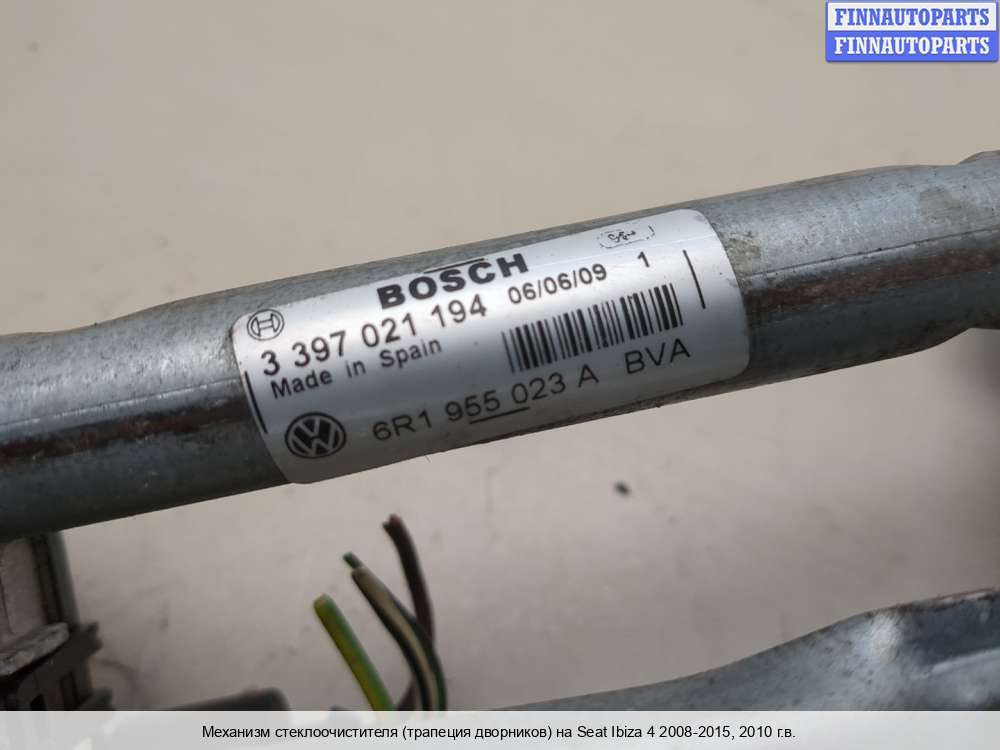 FINNAUTOPARTS
FINNAUTOPARTS
BOSCH
3 397 021 194 06/06/09 1
Made in Spain
6R1 955 023 A BVA
Механизм стеклоочистителя (трапеция дворников) на Seat Ibiza 4 2008-2015, 2010 г.в.